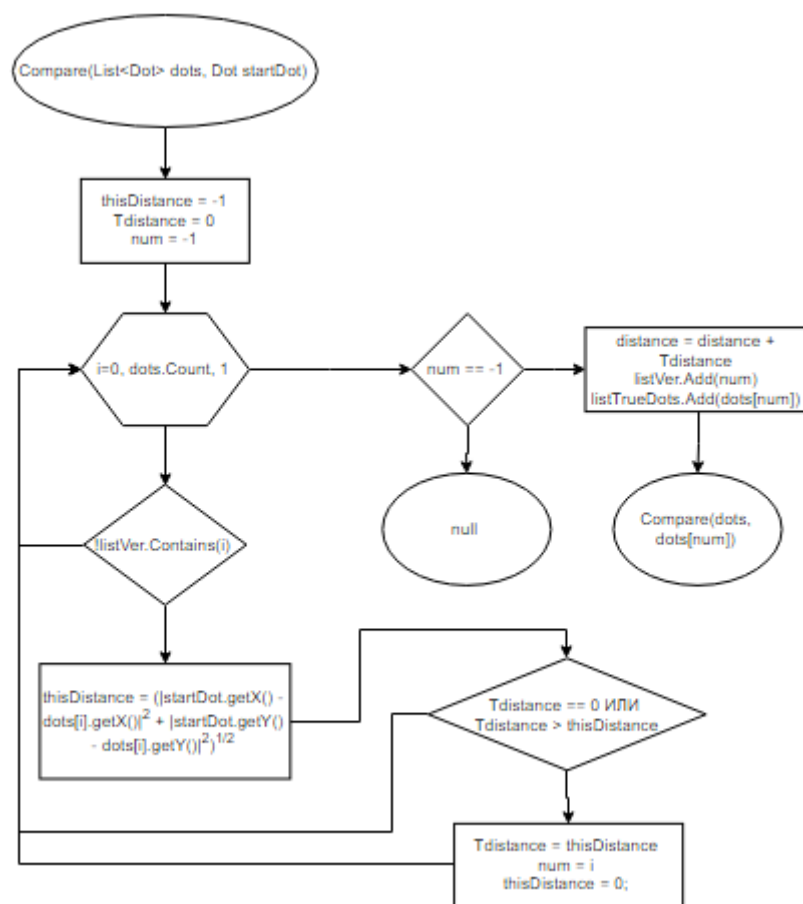 Compare(List<Dot> dots, Dot startDot)
thisDistance = -1
Tdistance = 0
num = -1
i=0, dots.Count, 1
num == -1
distance = distance +
Tdistance
listVer.Add(num)
listTrueDots.Add(dots[num])
!listVer.Contains(i)
null
Compare(dots,
dots[num])
thisDistance = (|startDot.getX() -
dots[i].getX()|² + |startDot.getY()
- dots[i].getY()|²)¹/²
Tdistance == 0 ИЛИ
Tdistance > thisDistance
Tdistance = thisDistance
num = i
thisDistance = 0;